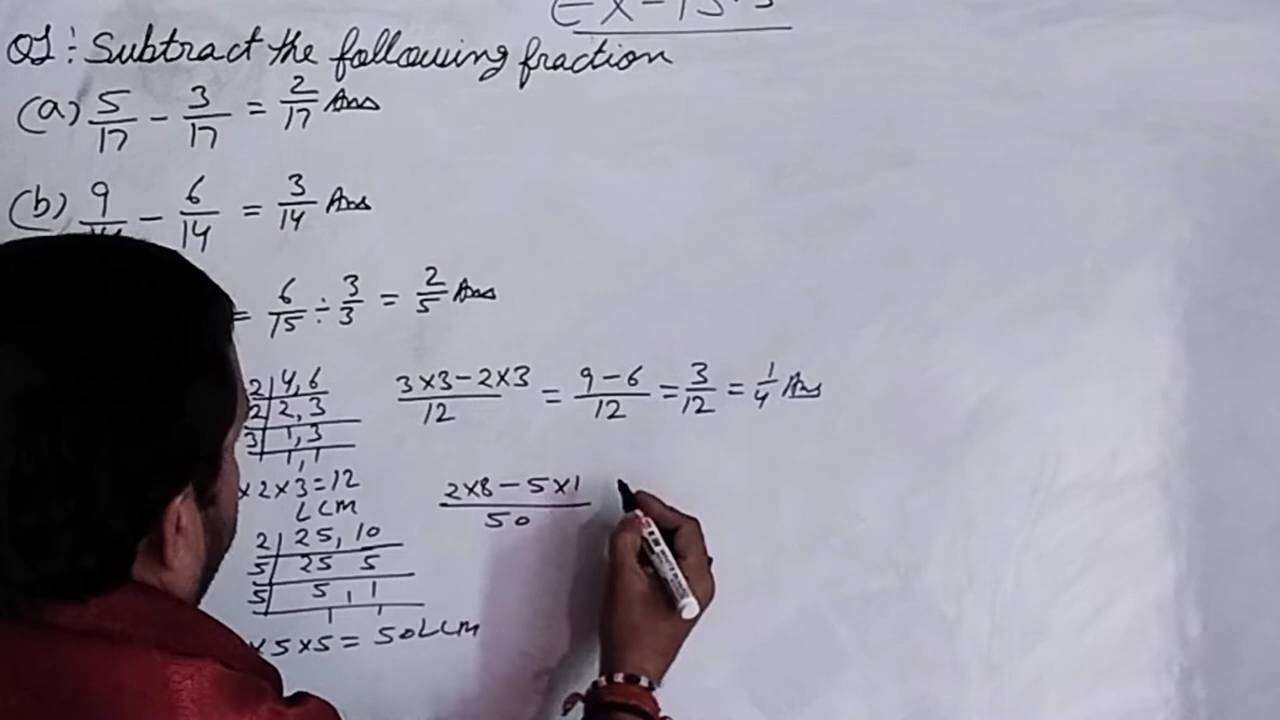 Ex-15.3
Q1: Subtract the following fraction
(a) 5/17 - 3/17 = 2/17 Ans
(b) 9/14 - 6/14 = 3/14 Ans
= 6/15 ÷ 3/3 = 2/5 Ans
2 | 4, 6
2 | 2, 3
3 | 1, 3
1, 1
×2×3=12
LCM
3×3-2×3/12 = 9-6/12 = 3/12 = 1/4 Ans
2 | 25, 10
5 | 25 5
5 | 5, 1
1 1
×5×5= 50 LCM
2×8-5×1/50